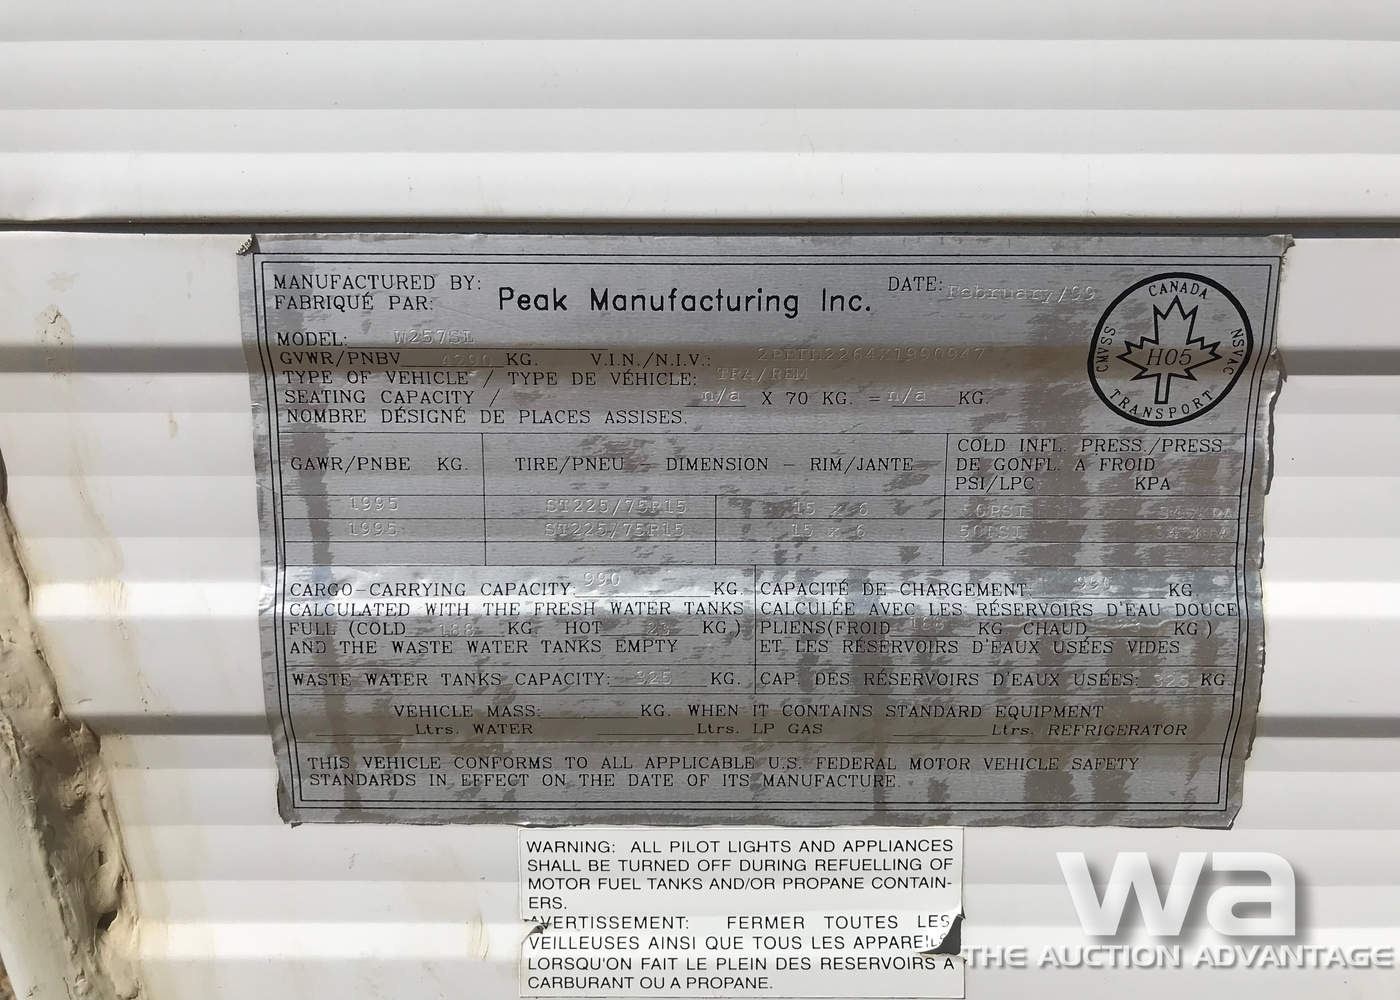 MANUFACTURED BY:
FABRIQUÉ PAR:
Peak Manufacturing Inc.
DATE: February/99
CANADA
CMVSS
NSVAC
H05
TRANSPORT
MODEL: W257SL
GVWR/PNBV 4290 KG. V.I.N./N.I.V.:
TYPE OF VEHICLE / TYPE DE VÉHICLE: TRA/REM
SEATING CAPACITY / n/a X 70 KG. = n/a KG.
NOMBRE DÉSIGNÉ DE PLACES ASSISES.
GAWR/PNBE KG. TIRE/PNEU - DIMENSION - RIM/JANTE
COLD INFL. PRESS./PRESS
DE GONFL. A FROID
PSI/LPC KPA
1995 ST225/75R15 15 x 6 50PSI
1995 ST225/75R15 15 x 6 50PSI
CARGO-CARRYING CAPACITY: 990 KG.
CALCULATED WITH THE FRESH WATER TANKS
FULL (COLD 188 KG. HOT 23 KG.)
AND THE WASTE WATER TANKS EMPTY
WASTE WATER TANKS CAPACITY: 325 KG.
CAPACITÉ DE CHARGEMENT: 990 KG
CALCULÉE AVEC LES RÉSERVOIRS D'EAU DOUCE
PLIENS(FROID 188 KG. CHAUD KG.)
ET LES RÉSERVOIRS D'EAUX USÉES VIDES
CAP. DES RÉSERVOIRS D'EAUX USÉES: 325 KG.
VEHICLE MASS: KG. WHEN IT CONTAINS STANDARD EQUIPMENT
Ltrs. WATER Ltrs. LP GAS Ltrs. REFRIGERATOR
THIS VEHICLE CONFORMS TO ALL APPLICABLE U.S. FEDERAL MOTOR VEHICLE SAFETY
STANDARDS IN EFFECT ON THE DATE OF ITS MANUFACTURE.
WARNING: ALL PILOT LIGHTS AND APPLIANCES
SHALL BE TURNED OFF DURING REFUELLING OF
MOTOR FUEL TANKS AND/OR PROPANE CONTAIN-
ERS.
AVERTISSEMENT: FERMER TOUTES LES
VEILLEUSES AINSI QUE TOUS LES APPAREILS
LORSQU'ON FAIT LE PLEIN DES RESERVOIRS A
CARBURANT OU A PROPANE.
wa
THE AUCTION ADVANTAGE